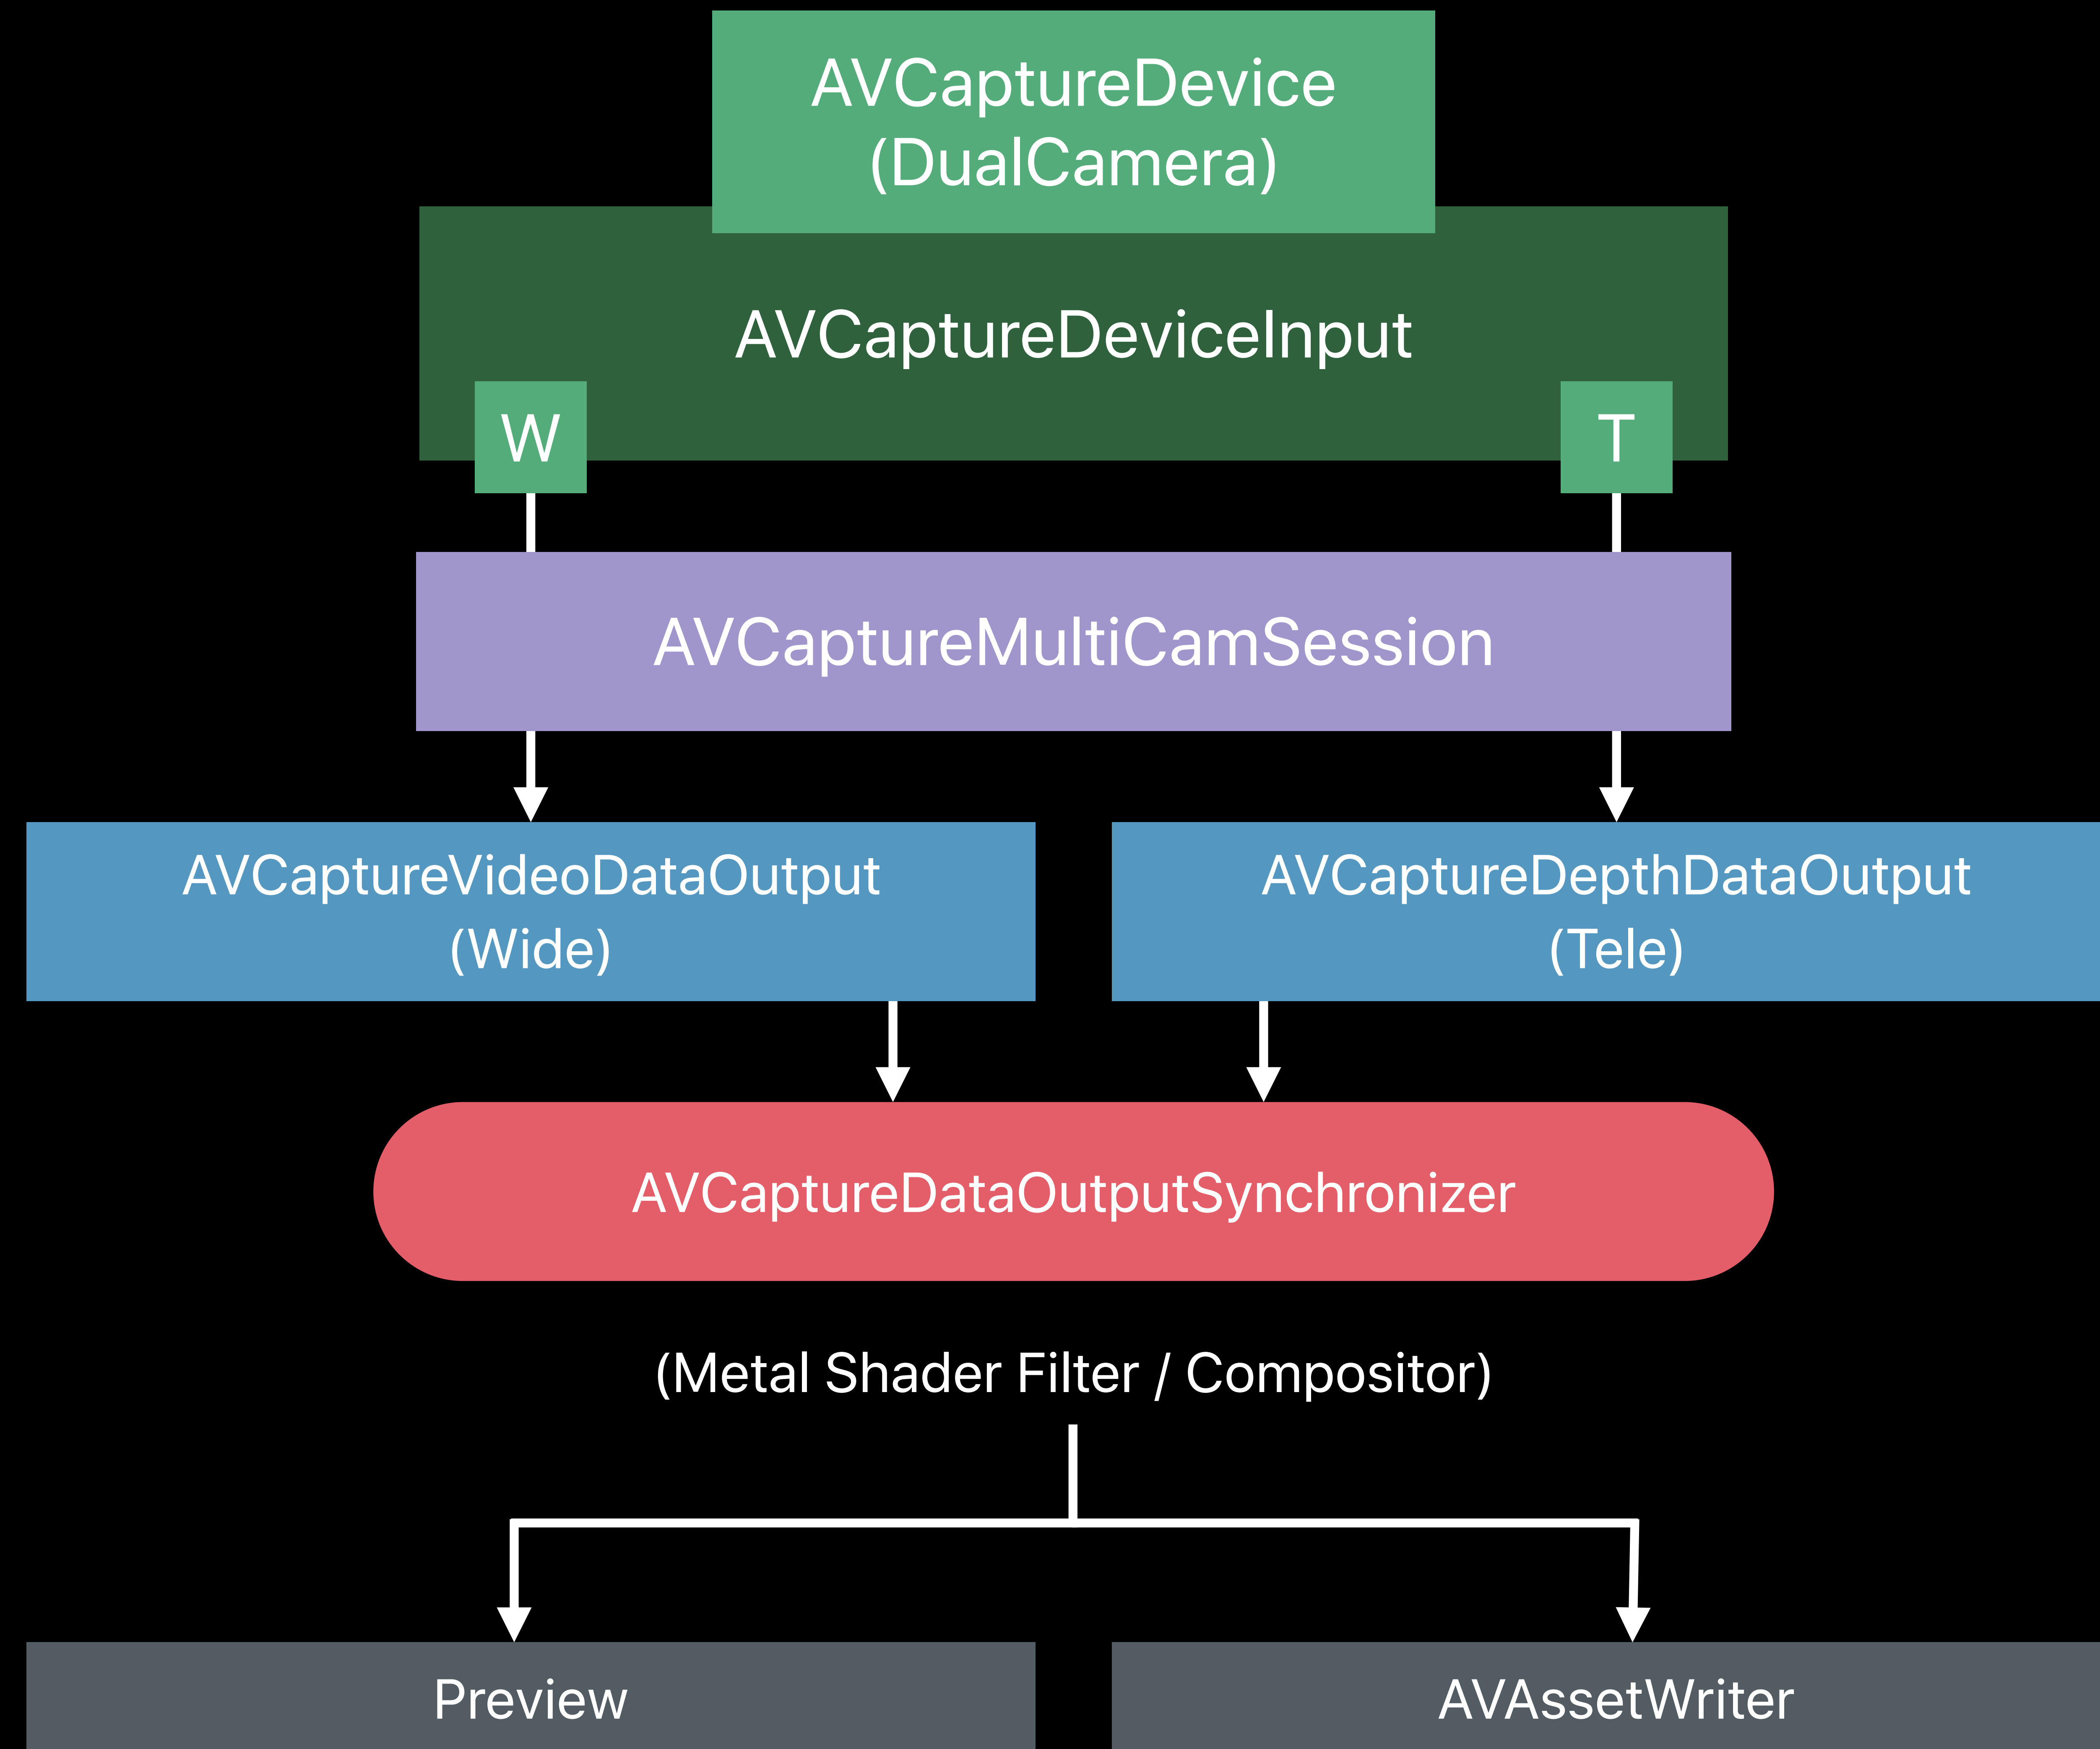 AVCaptureDevice
(DualCamera)
AVCaptureDeviceInput
W
T
AVCaptureMultiCamSession
AVCaptureVideoDataOutput
(Wide)
AVCaptureDepthDataOutput
(Tele)
AVCaptureDataOutputSynchronizer
(Metal Shader Filter / Compositor)
Preview
AVAssetWriter